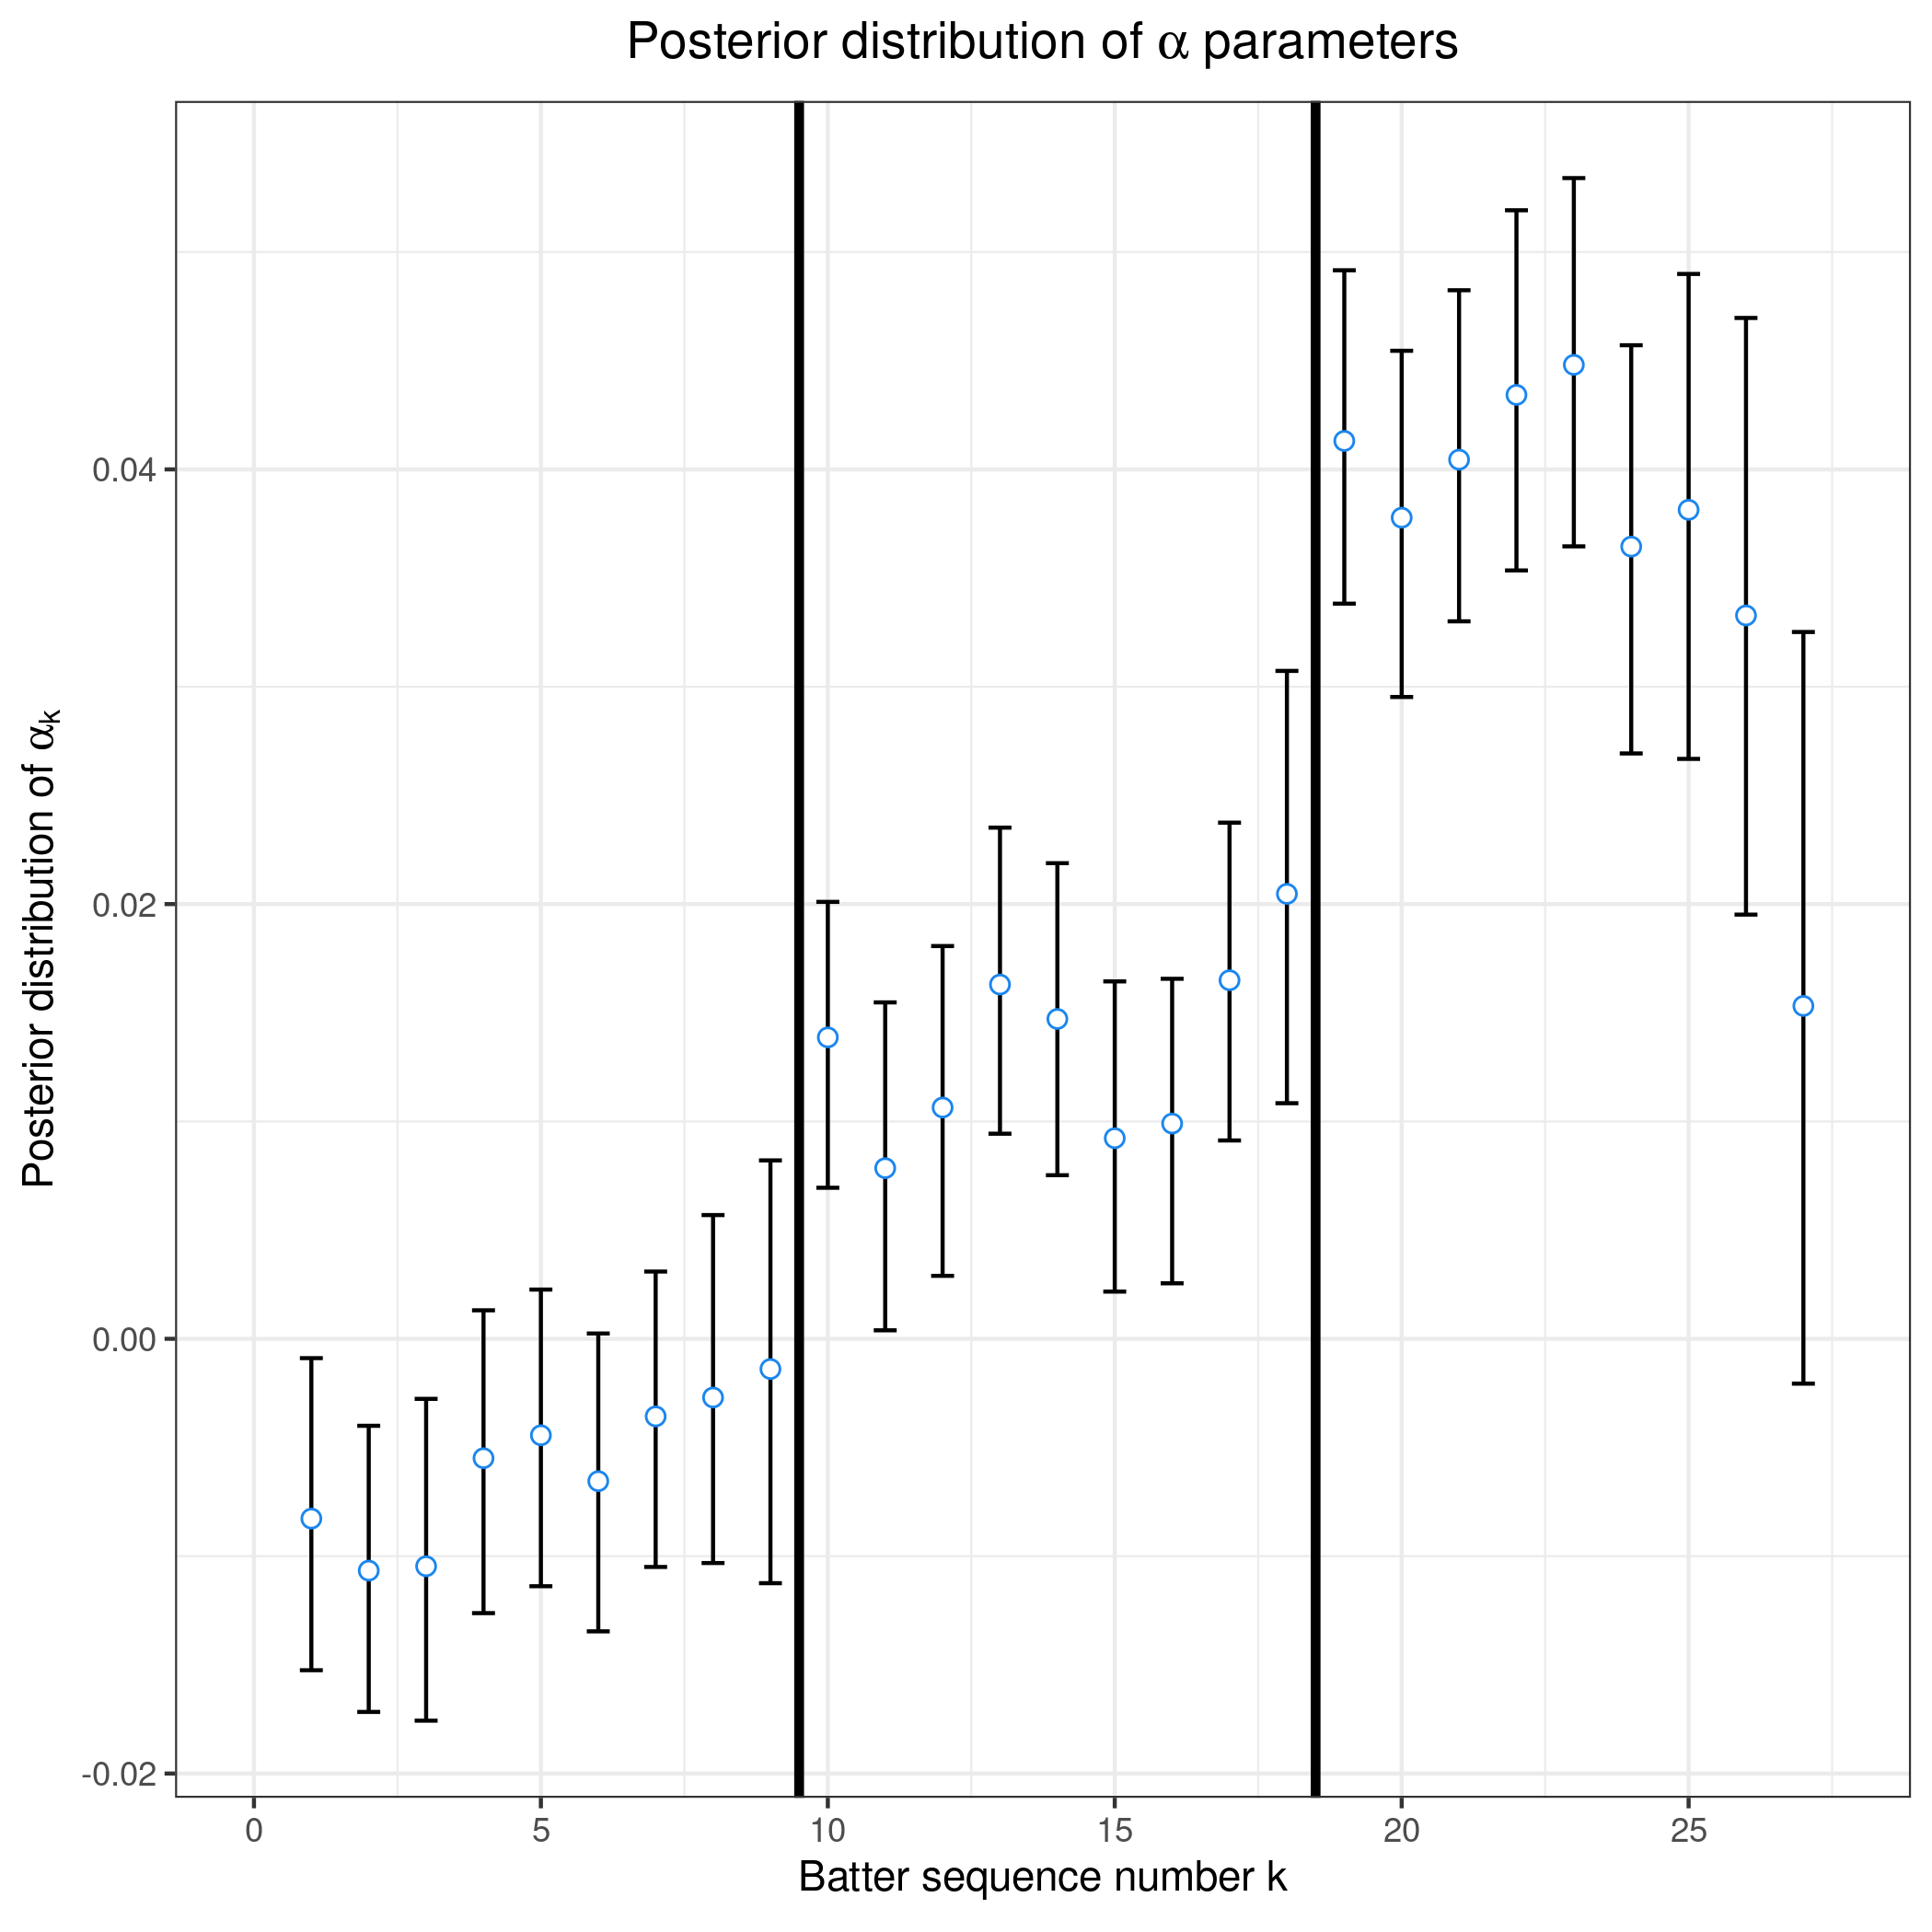 Posterior distribution of α parameters
Posterior distribution of αₖ
0.04
0.02
0.00
-0.02
0 5 10 15 20 25
Batter sequence number k